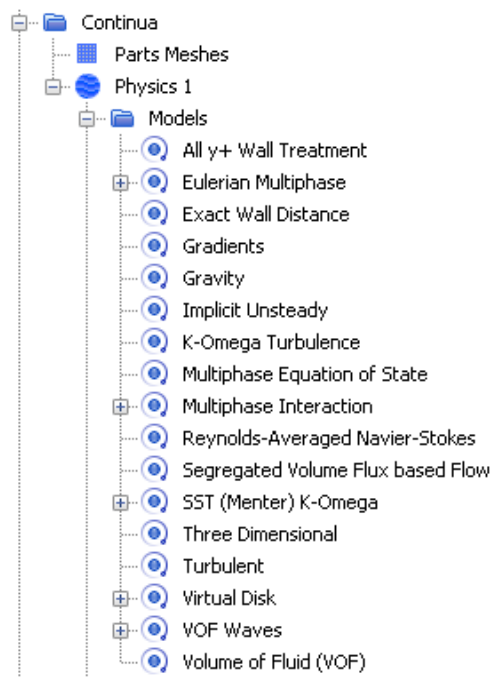 Continua
Parts Meshes
Physics 1
Models
All y+ Wall Treatment
Eulerian Multiphase
Exact Wall Distance
Gradients
Gravity
Implicit Unsteady
K-Omega Turbulence
Multiphase Equation of State
Multiphase Interaction
Reynolds-Averaged Navier-Stokes
Segregated Volume Flux based Flow
SST (Menter) K-Omega
Three Dimensional
Turbulent
Virtual Disk
VOF Waves
Volume of Fluid (VOF)